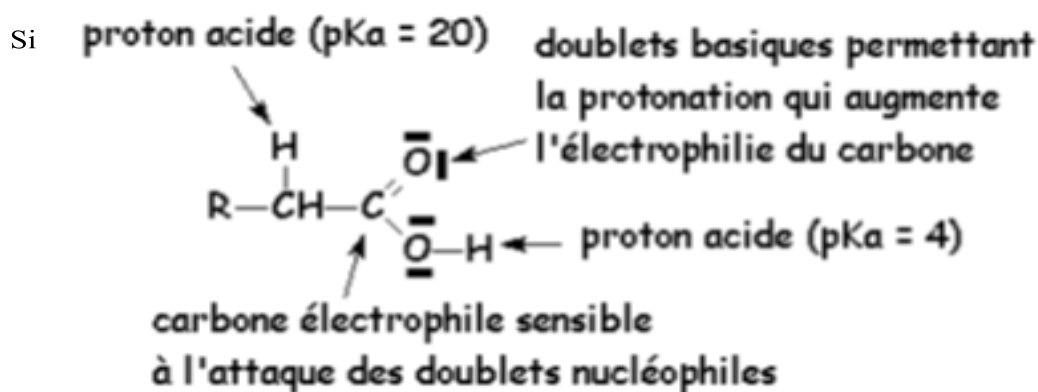 Si
proton acide (pKa = 20)
doublets basiques permettant
la protonation qui augmente
l'électrophilie du carbone
H
O
R—CH—C
O—H
proton acide (pKa = 4)
carbone électrophile sensible
à l'attaque des doublets nucléophiles